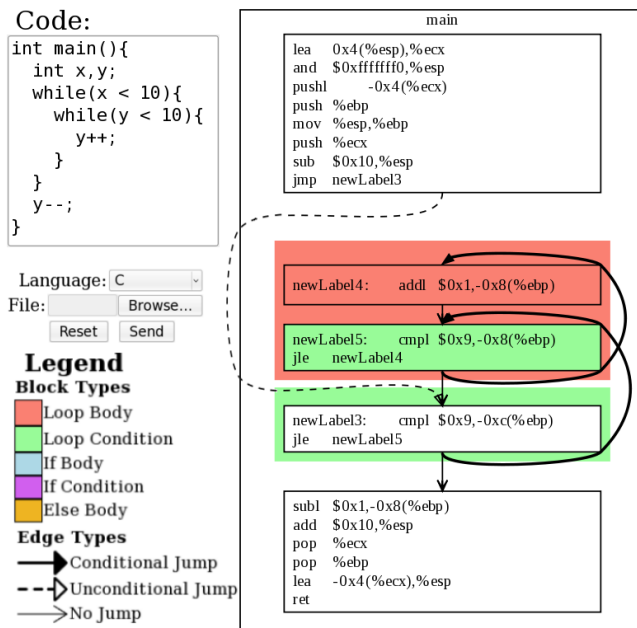 Code:
int main(){
  int x,y;
  while(x < 10){
    while(y < 10){
      y++;
    }
  }
  y--;
}
Language: C
File: Browse...
Reset Send
Legend
Block Types
Loop Body
Loop Condition
If Body
If Condition
Else Body
Edge Types
Conditional Jump
Unconditional Jump
No Jump
main
lea 0x4(%esp),%ecx
and $0xfffffff0,%esp
pushl -0x4(%ecx)
push %ebp
mov %esp,%ebp
push %ecx
sub $0x10,%esp
jmp newLabel3
newLabel4: addl $0x1,-0x8(%ebp)
newLabel5: cmpl $0x9,-0x8(%ebp)
jle newLabel4
newLabel3: cmpl $0x9,-0xc(%ebp)
jle newLabel5
subl $0x1,-0x8(%ebp)
add $0x10,%esp
pop %ecx
pop %ebp
lea -0x4(%ecx),%esp
ret